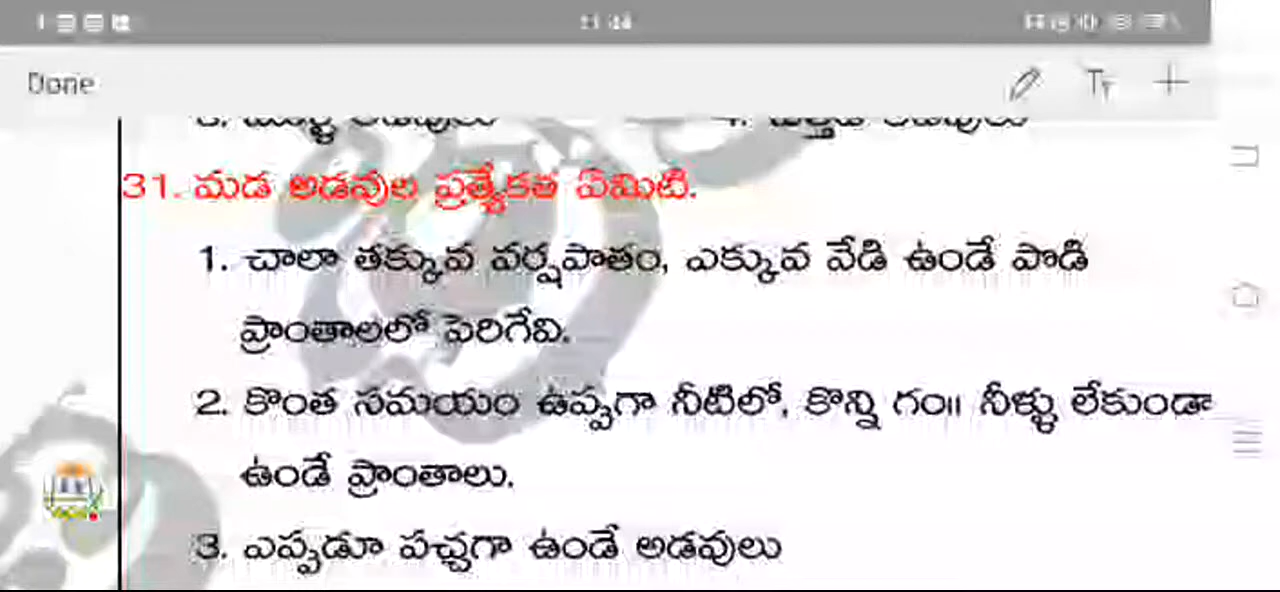 Done
31. మడ అడవుల ప్రత్యేకత ఏమిటి.
1. చాలా తక్కువ వర్షపాతం, ఎక్కువ వేడి ఉండే పొడి
ప్రాంతాలలో పెరిగేవి.
2. కొంత సమయం ఉప్పగా నీటిలో, కొన్ని గం॥ నీళ్ళు లేకుండా
ఉండే ప్రాంతాలు.
3. ఎప్పడూ పచ్చగా ఉండే అడవులు